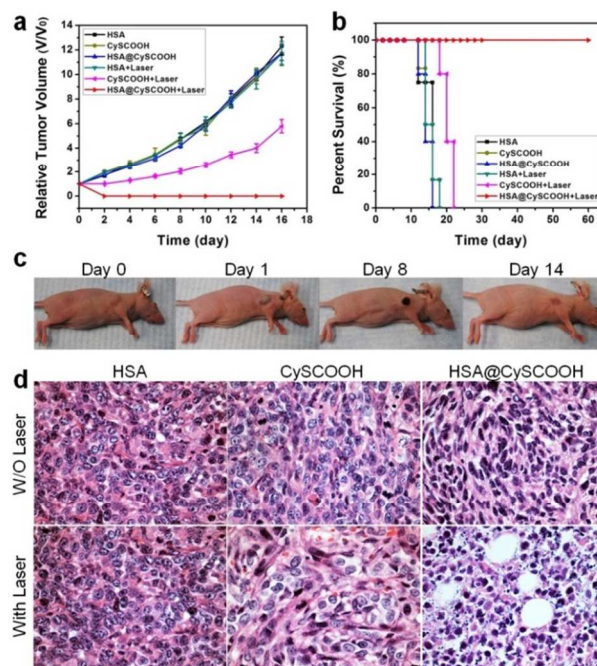 a
Relative Tumor Volume (V/V₀)
14
12
10
8
6
4
2
0
HSA
CySCOOH
HSA@CySCOOH
HSA+Laser
CySCOOH+Laser
HSA@CySCOOH+Laser
0 2 4 6 8 10 12 14 16 18
Time (day)
b
Percent Survival (%)
120
100
80
60
40
20
0
HSA
CySCOOH
HSA@CySCOOH
HSA+Laser
CySCOOH+Laser
HSA@CySCOOH+Laser
0 10 20 30 40 50 60
Time (day)
c
Day 0 Day 1 Day 8 Day 14
d
HSA CySCOOH HSA@CySCOOH
W/O Laser
With Laser